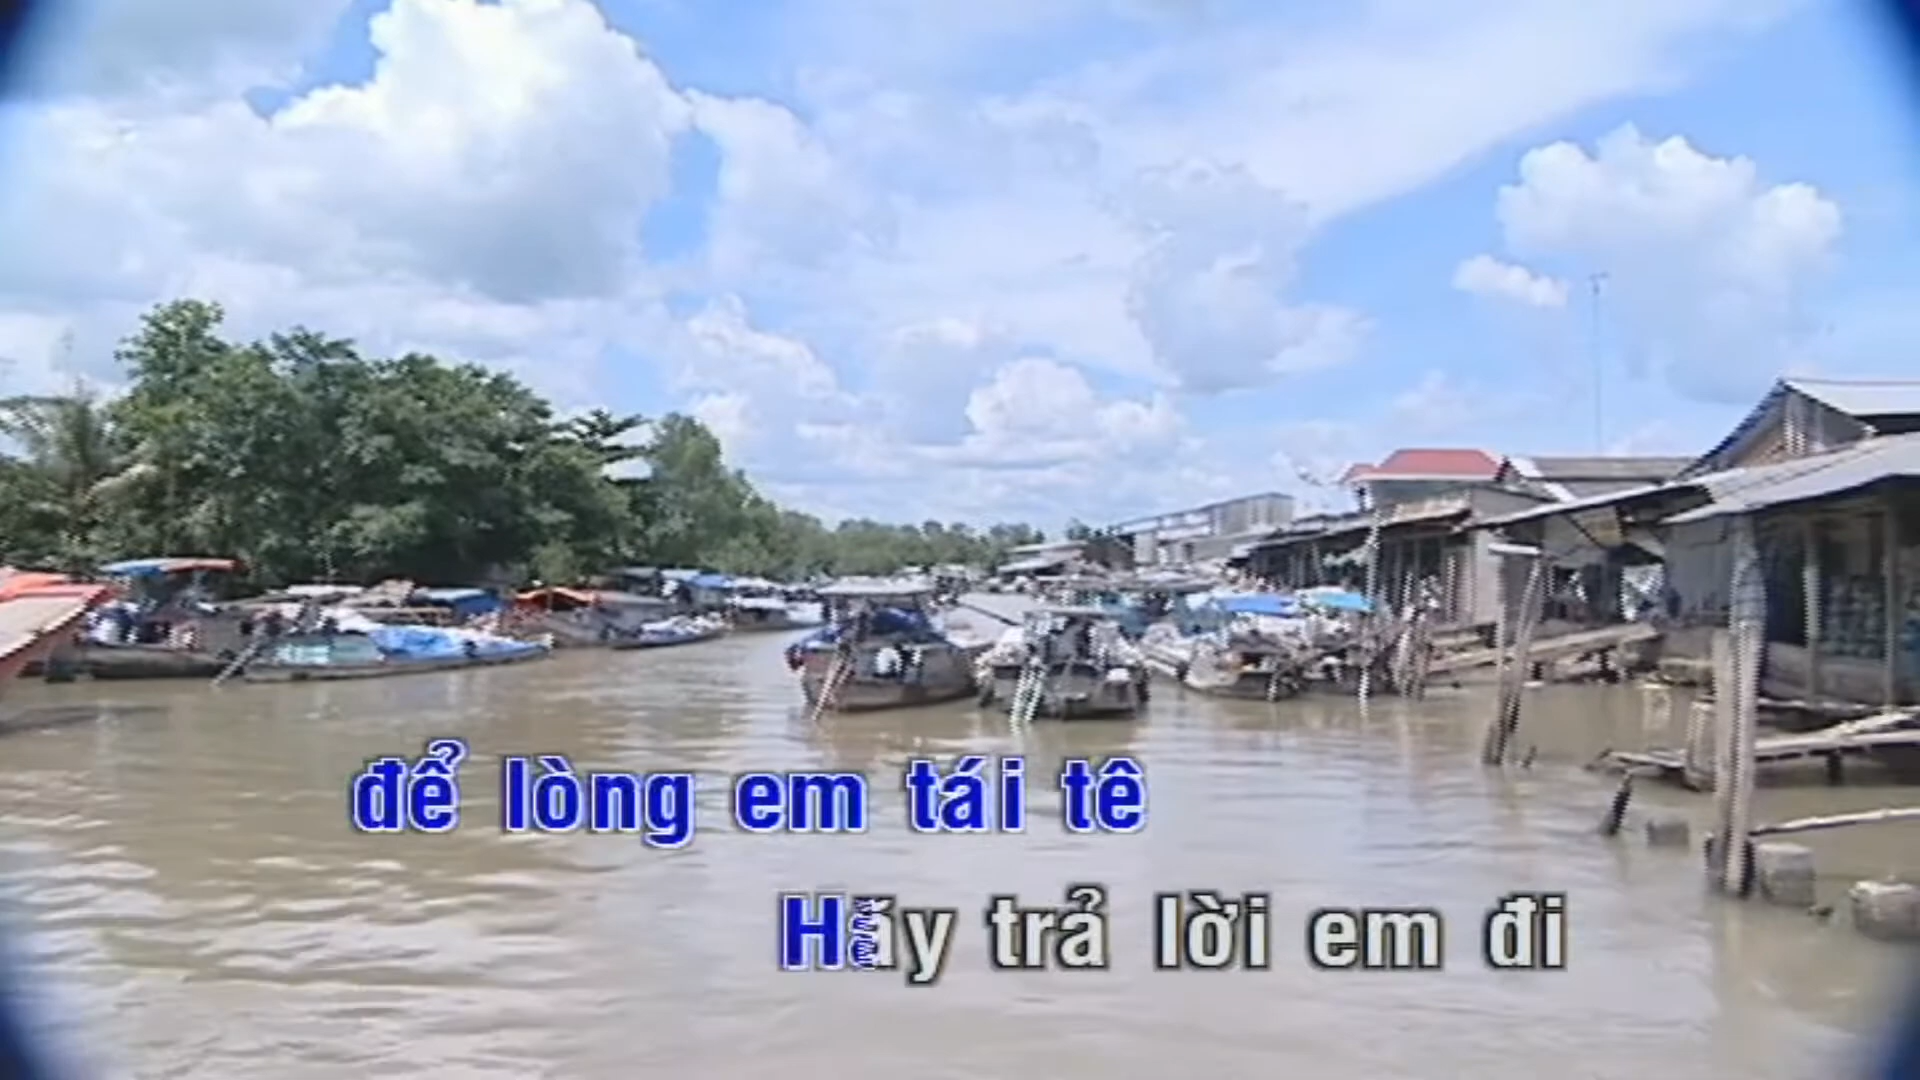 để lòng em tái tê
Hãy trả lời em đi